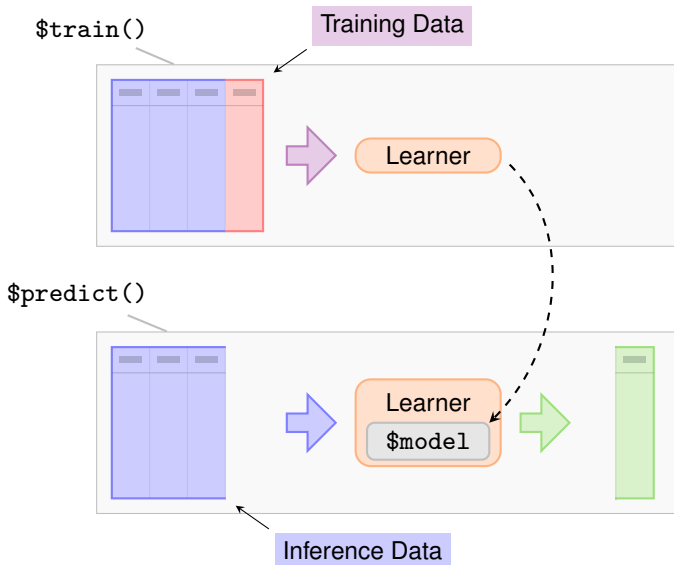 $train()
Training Data
Learner
$predict()
Learner
$model
Inference Data